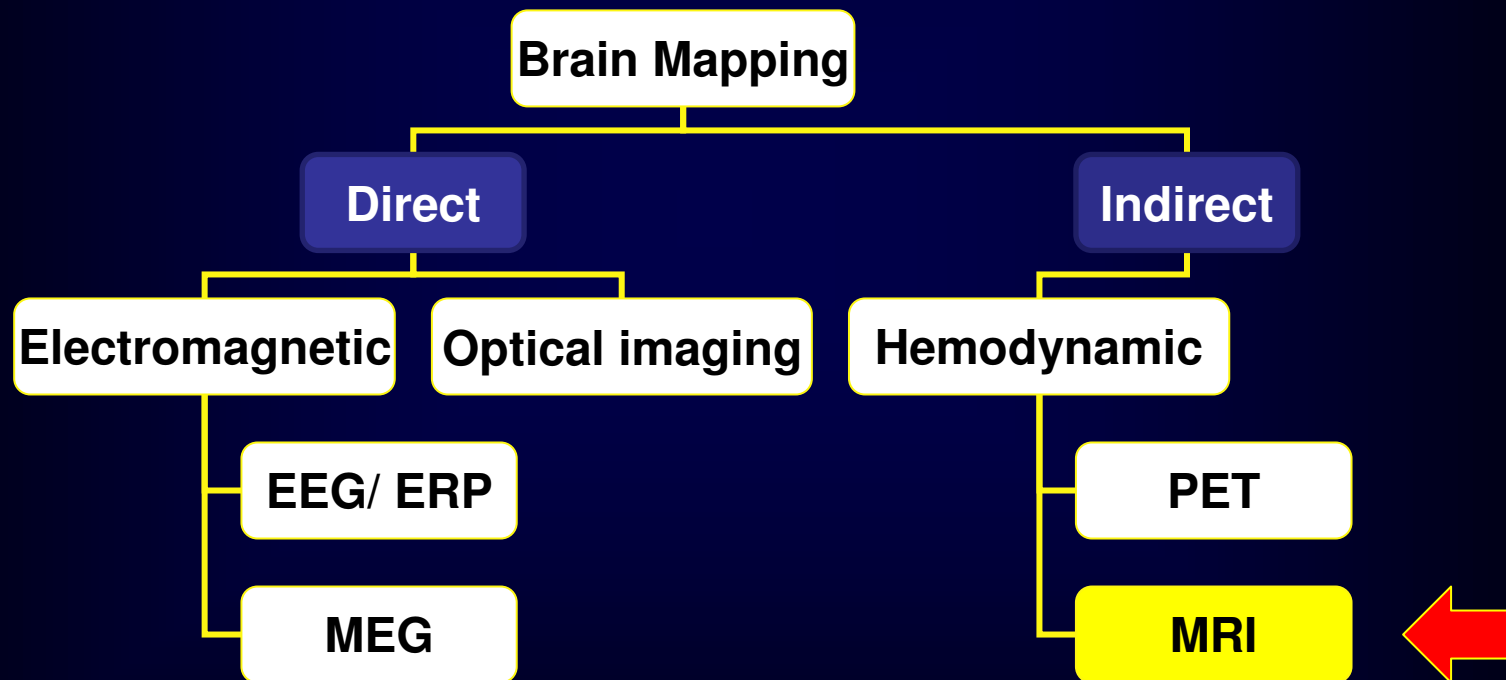 Brain Mapping
Direct
Indirect
Electromagnetic
Optical imaging
Hemodynamic
EEG/ ERP
PET
MEG
MRI